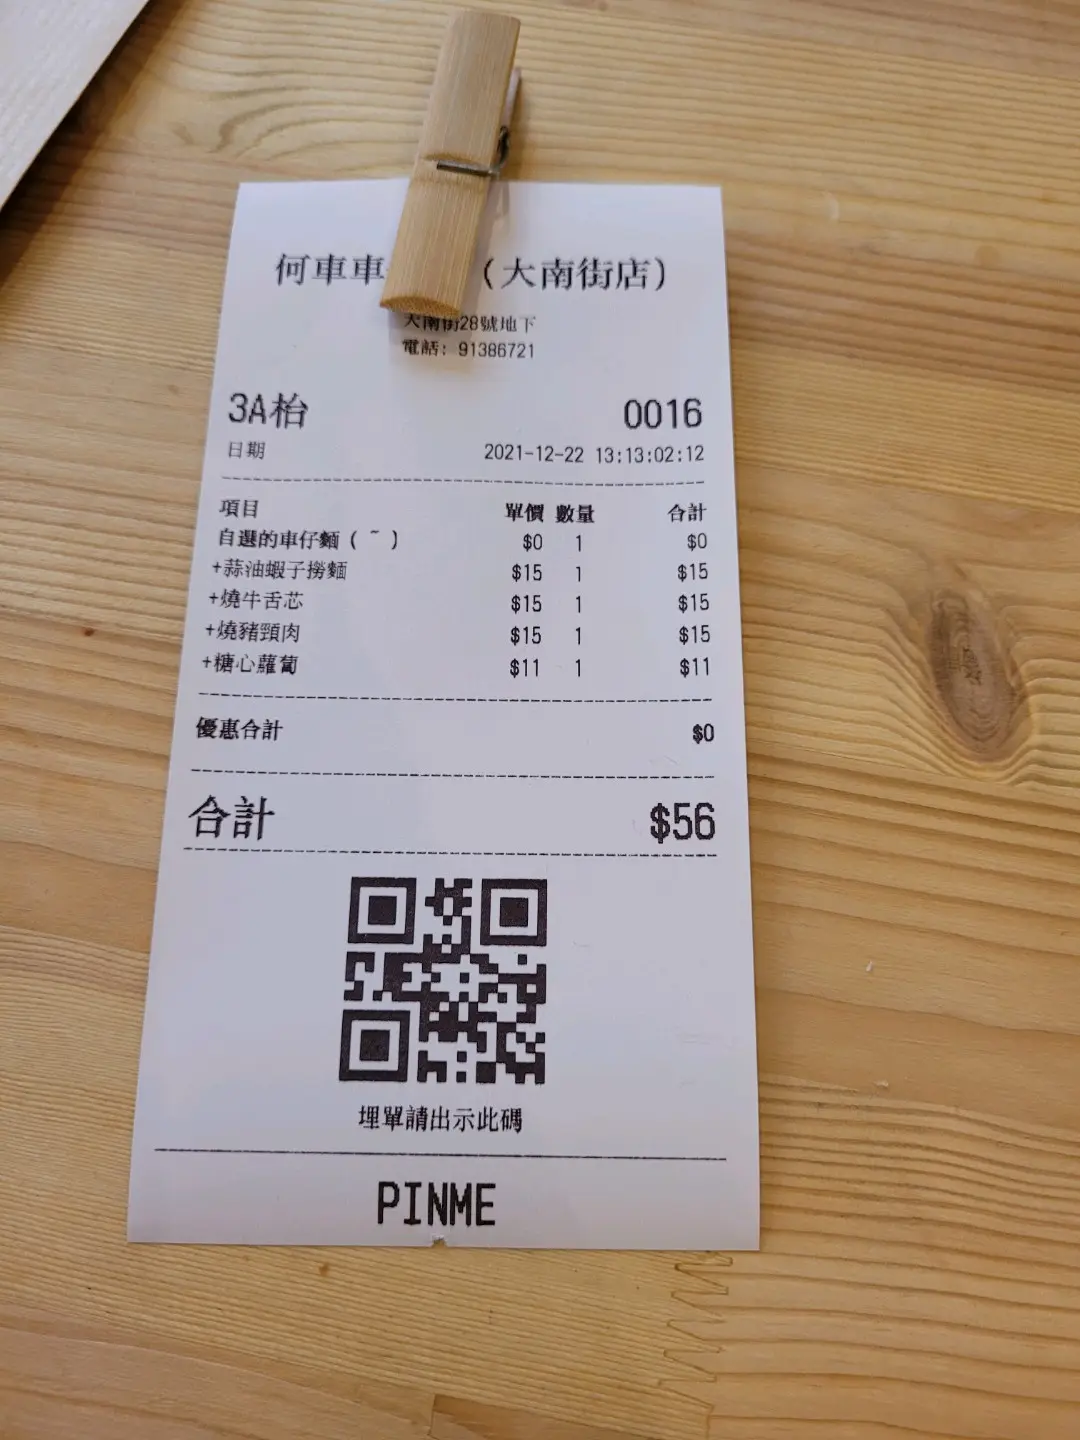 何車車 (大南街店)
大南街28號地下
電話: 91386721
3A枱 0016
日期 2021-12-22 13:13:02:12
項目 單價 數量 合計
自選的車仔麵 ( ˜ ) $0 1 $0
+蒜油蝦子撈麵 $15 1 $15
+燒牛舌芯 $15 1 $15
+燒豬頸肉 $15 1 $15
+糖心蘿蔔 $11 1 $11
優惠合計 $0
合計 $56
埋單請出示此碼
PINME